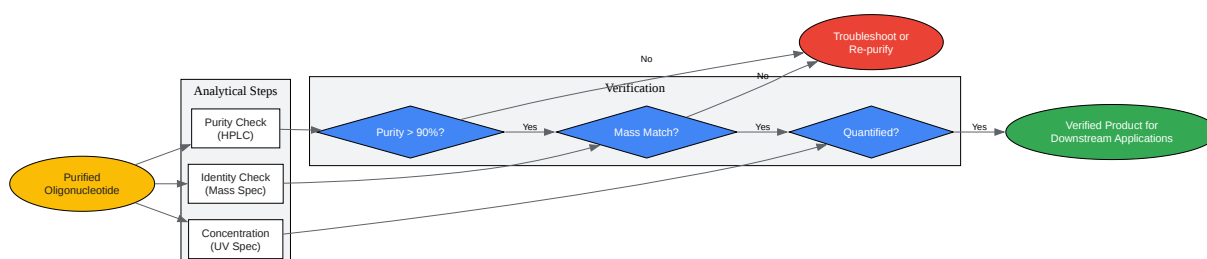 Troubleshoot or
Re-purify
No
No
Analytical Steps
Verification
Purity Check
(HPLC)
Purity > 90%?
Yes
Mass Match?
Yes
Quantified?
Yes
Verified Product for
Downstream Applications
Purified
Oligonucleotide
Identity Check
(Mass Spec)
Concentration
(UV Spec)